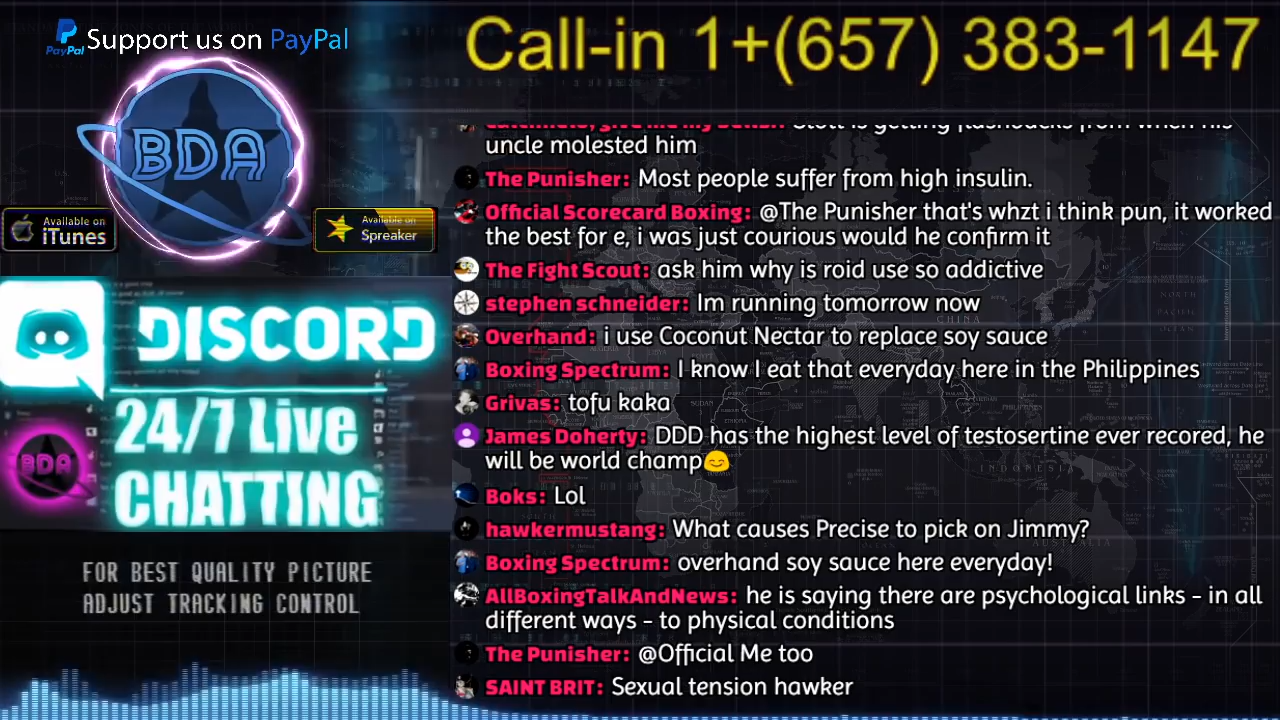 PayPal
Support us on PayPal
Call-in 1+(657) 383-1147
BDA
Available on
iTunes
Available on
Spreaker
DISCORD
24/7 Live
CHATTING
BDA
FOR BEST QUALITY PICTURE
ADJUST TRACKING CONTROL
uncle molested him
The Punisher: Most people suffer from high insulin.
Official Scorecard Boxing: @The Punisher that's whzt i think pun, it worked
the best for e, i was just courious would he confirm it
The Fight Scout: ask him why is roid use so addictive
stephen schneider: Im running tomorrow now
Overhand: i use Coconut Nectar to replace soy sauce
Boxing Spectrum: I know I eat that everyday here in the Philippines
Grivas: tofu kaka
James Doherty: DDD has the highest level of testosertine ever recored, he
will be world champ😊
Boks: Lol
hawkermustang: What causes Precise to pick on Jimmy?
Boxing Spectrum: overhand soy sauce here everyday!
AllBoxingTalkAndNews: he is saying there are psychological links - in all
different ways - to physical conditions
The Punisher: @Official Me too
SAINT BRIT: Sexual tension hawker